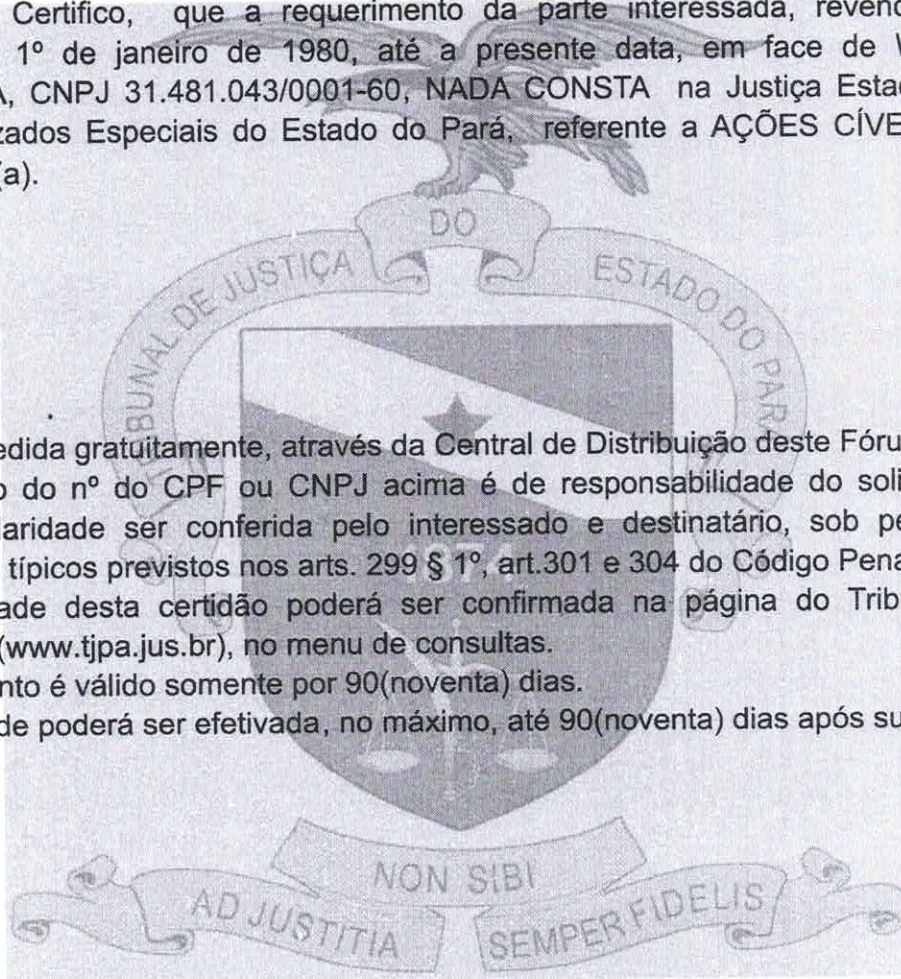 Certifico, que a requerimento da parte interessada, revend
1º de janeiro de 1980, até a presente data, em face de
A, CNPJ 31.481.043/0001-60, NADA CONSTA na Justiça Estad
zados Especiais do Estado do Pará, referente a AÇÕES CÍVE
(a).
DO
TRIBUNAL DE JUSTIÇA
ESTADO DO PARÁ
edida gratuitamente, através da Central de Distribuição deste Fóru
o do nº do CPF ou CNPJ acima é de responsabilidade do soli
laridade ser conferida pelo interessado e destinatário, sob pe
típicos previstos nos arts. 299 § 1º, art.301 e 304 do Código Pena
1874
ade desta certidão poderá ser confirmada na página do Trib
(www.tjpa.jus.br), no menu de consultas.
nto é válido somente por 90(noventa) dias.
de poderá ser efetivada, no máximo, até 90(noventa) dias após su
NON SIBI
AD JUSTITIA
SEMPER FIDELIS